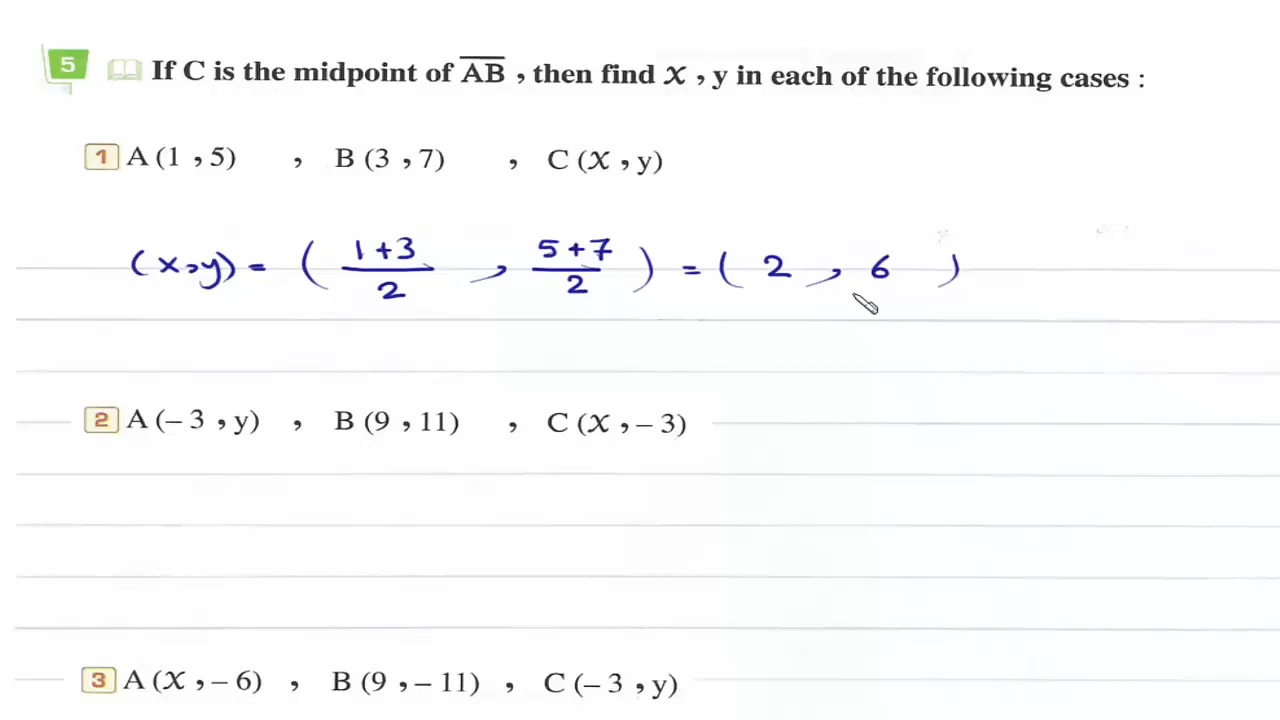 5 If C is the midpoint of AB , then find x , y in each of the following cases :
1 A (1 , 5) , B (3 , 7) , C (x , y)
(x,y) = ( 1+3/2 , 5+7/2 ) = ( 2 , 6 )
2 A (– 3 , y) , B (9 , 11) , C (x , – 3)
3 A (x , – 6) , B (9 , – 11) , C (– 3 , y)